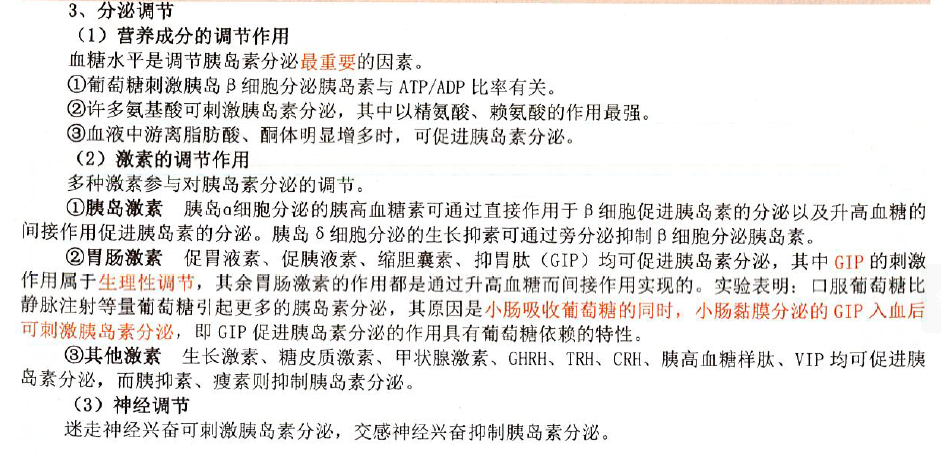 3、分泌调节
（1）营养成分的调节作用
血糖水平是调节胰岛素分泌最重要的因素。
①葡萄糖刺激胰岛β细胞分泌胰岛素与 ATP/ADP 比率有关。
②许多氨基酸可刺激胰岛素分泌，其中以精氨酸、赖氨酸的作用最强。
③血液中游离脂肪酸、酮体明显增多时，可促进胰岛素分泌。
（2）激素的调节作用
多种激素参与对胰岛素分泌的调节。
①胰岛激素　胰岛α细胞分泌的胰高血糖素可通过直接作用于β细胞促进胰岛素的分泌以及升高血糖的
间接作用促进胰岛素的分泌。胰岛δ细胞分泌的生长抑素可通过旁分泌抑制β细胞分泌胰岛素。
②胃肠激素　促胃液素、促胰液素、缩胆囊素、抑胃肽（GIP）均可促进胰岛素分泌，其中 GIP 的刺激
作用属于生理性调节，其余胃肠激素的作用都是通过升高血糖而间接作用实现的。实验表明：口服葡萄糖比
静脉注射等量葡萄糖引起更多的胰岛素分泌，其原因是小肠吸收葡萄糖的同时，小肠黏膜分泌的 GIP 入血后
可刺激胰岛素分泌，即 GIP 促进胰岛素分泌的作用具有葡萄糖依赖的特性。
③其他激素　生长激素、糖皮质激素、甲状腺激素、GHRH、TRH、CRH、胰高血糖样肽、VIP 均可促进胰
岛素分泌，而胰抑素、瘦素则抑制胰岛素分泌。
（3）神经调节
迷走神经兴奋可刺激胰岛素分泌，交感神经兴奋抑制胰岛素分泌。